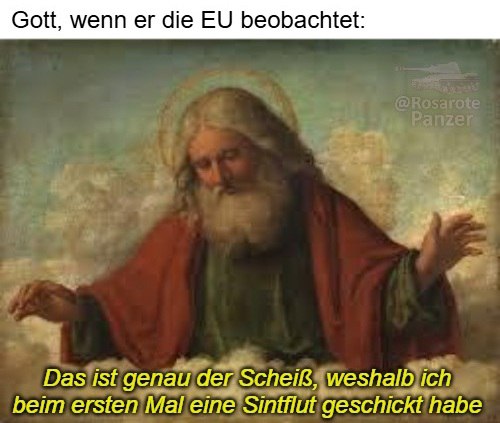 Gott, wenn er die EU beobachtet:
@Rosarote
Panzer
Das ist genau der Scheiß, weshalb ich
beim ersten Mal eine Sintflut geschickt habe